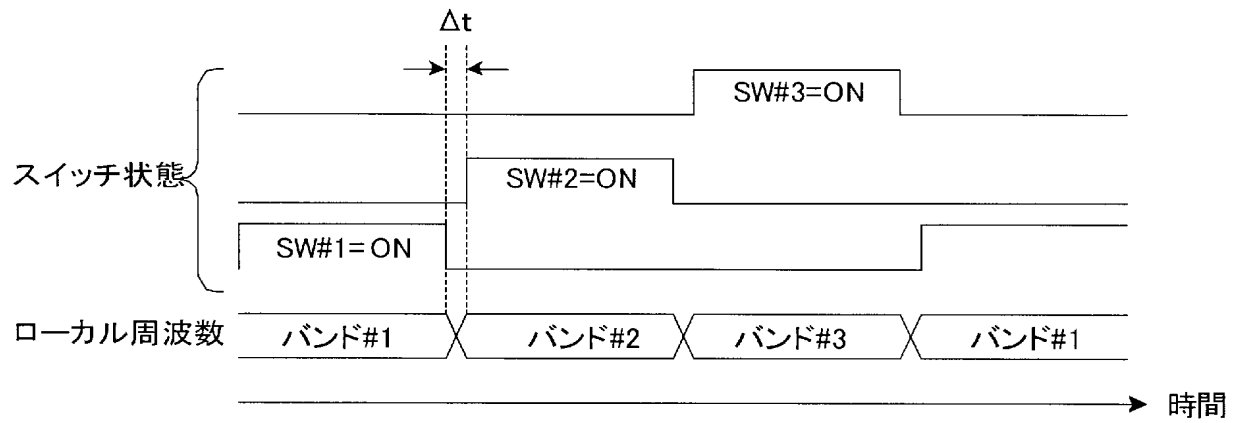 Δt
SW#3=ON
スイッチ状態
SW#2=ON
SW#1=ON
ローカル周波数
バンド#1
バンド#2
バンド#3
バンド#1
時間